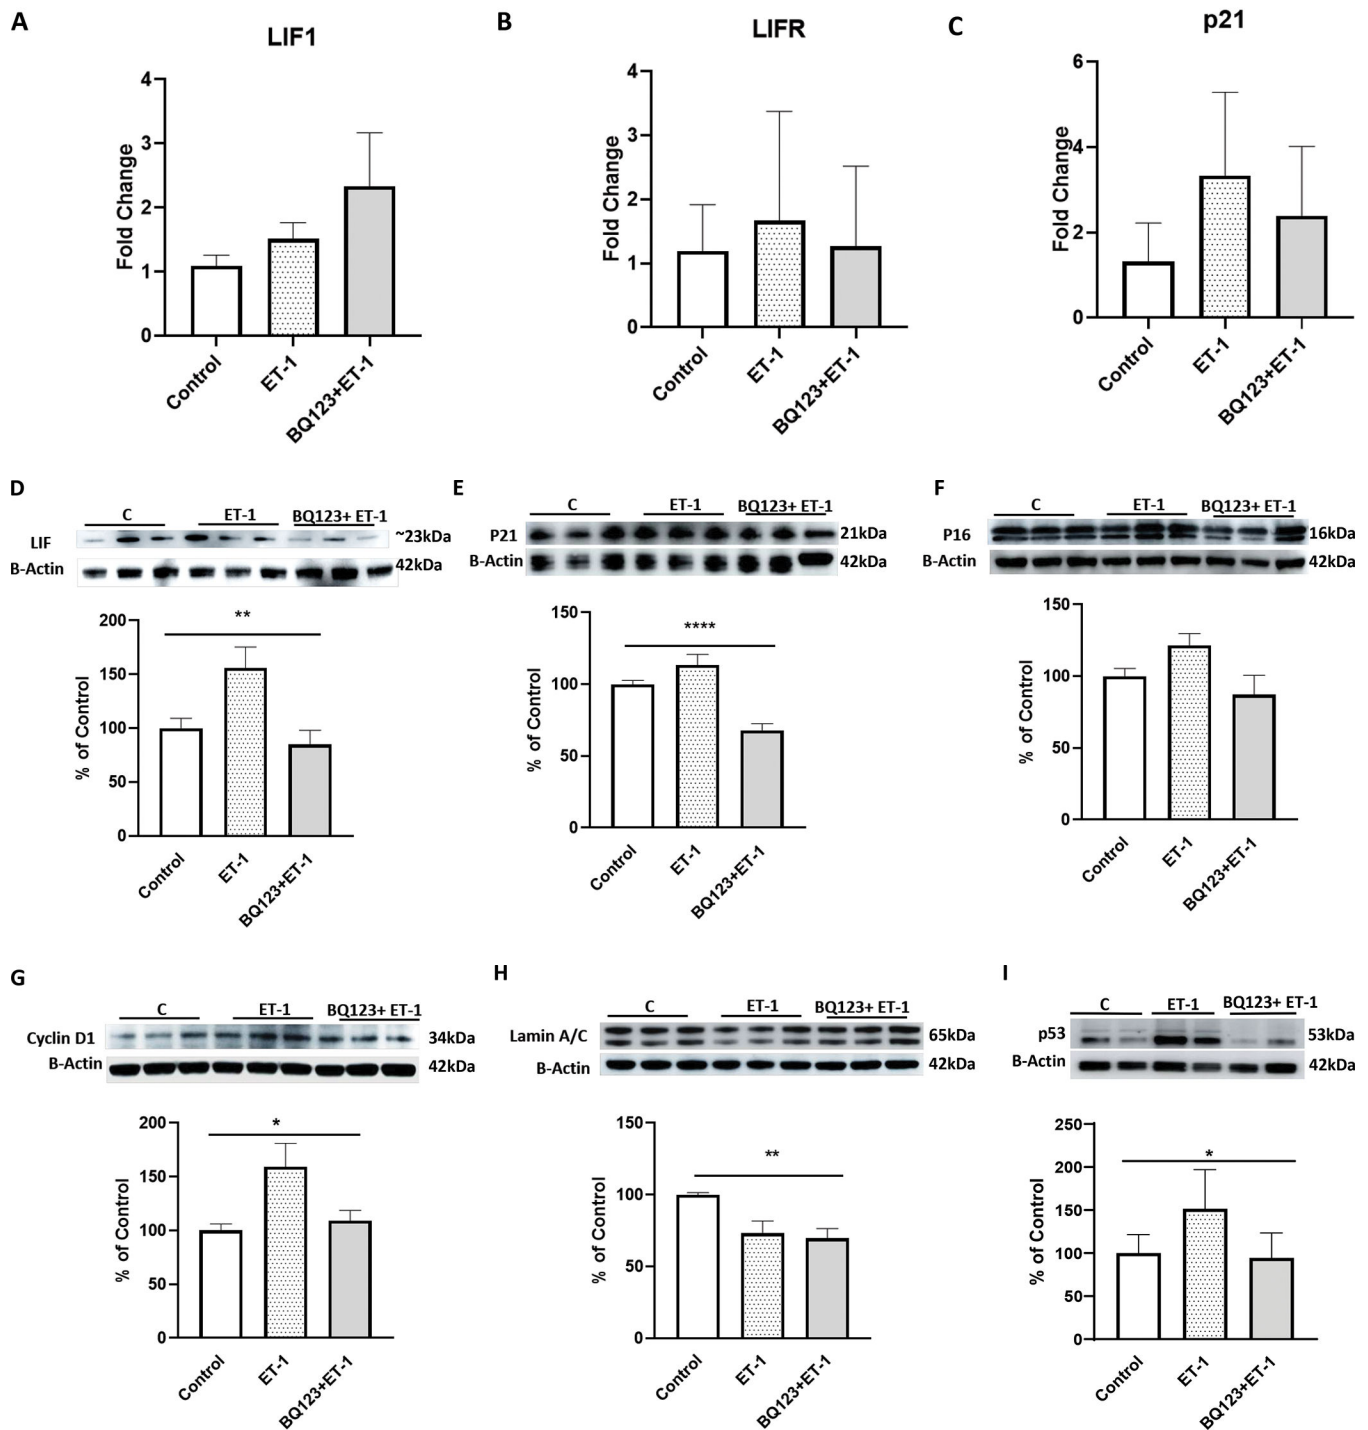 A
LIF1
Fold Change
4
3
2
1
0
Control
ET-1
BQ123+ET-1
B
LIFR
Fold Change
4
3
2
1
0
Control
ET-1
BQ123+ET-1
C
p21
Fold Change
6
4
2
0
Control
ET-1
BQ123+ET-1
D
C ET-1 BQ123+ ET-1
LIF ~23kDa
B-Actin 42kDa
% of Control
200
150
100
50
0
**
Control
ET-1
BQ123+ET-1
E
C ET-1 BQ123+ ET-1
P21 21kDa
B-Actin 42kDa
% of Control
150
100
50
0
****
Control
ET-1
BQ123+ET-1
F
C ET-1 BQ123+ ET-1
P16 16kDa
B-Actin 42kDa
% of Control
150
100
50
0
Control
ET-1
BQ123+ET-1
G
C ET-1 BQ123+ ET-1
Cyclin D1 34kDa
B-Actin 42kDa
% of Control
200
150
100
50
0
*
Control
ET-1
BQ123+ET-1
H
C ET-1 BQ123+ ET-1
Lamin A/C 65kDa
B-Actin 42kDa
% of Control
150
100
50
0
**
Control
ET-1
BQ123+ET-1
I
C ET-1 BQ123+ ET-1
p53 53kDa
B-Actin 42kDa
% of Control
250
200
150
100
50
0
*
Control
ET-1
BQ123+ET-1